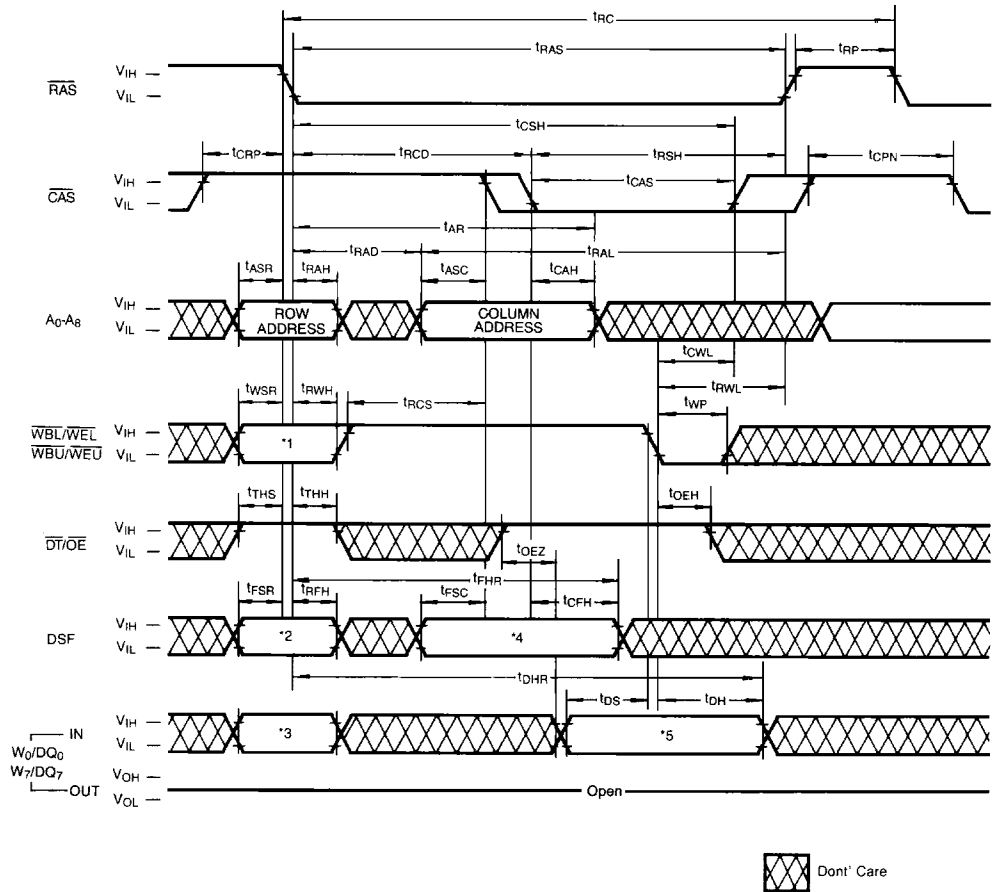 tRC
tRAS
tRP
RAS
VIH
VIL
tCSH
tCRP
tRCD
tRSH
tCPN
CAS
VIH
VIL
tCAS
tAR
tRAD
tRAL
tASR
tRAH
tASC
tCAH
A0-A8
VIH
VIL
ROW ADDRESS
COLUMN ADDRESS
tCWL
tRWL
tWSR
tRWH
tRCS
tWP
WBL/WEL
WBU/WEU
VIH
VIL
*1
tOEH
tTHS
tTHH
DT/OE
VIH
VIL
tOEZ
tFHR
tFSR
tRFH
tFSC
tCFH
DSF
VIH
VIL
*2
*4
tDHR
tDS
tDH
IN
VIH
VIL
*3
*5
W0/DQ0
W7/DQ7
OUT
VOH
VOL
Open
Dont' Care